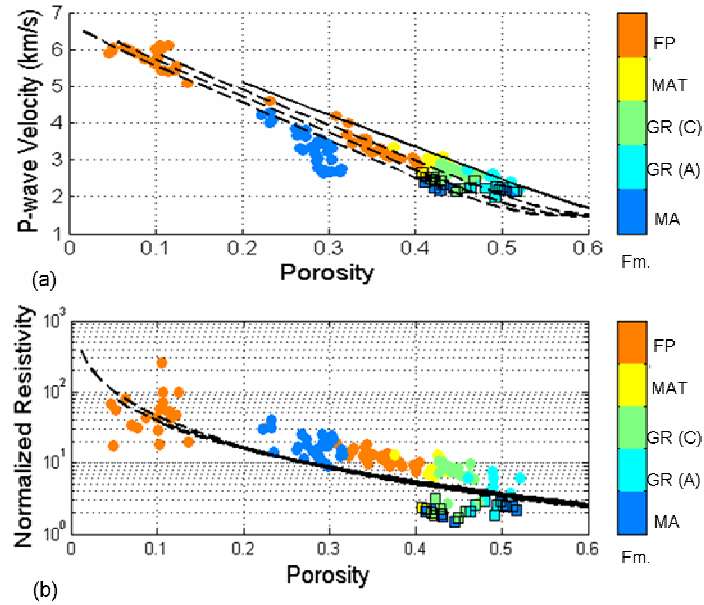 P-wave Velocity (km/s)
7
6
5
4
3
2
1
0 0.1 0.2 0.3 0.4 0.5 0.6
Porosity
(a)
FP
MAT
GR (C)
GR (A)
MA
Fm.
Normalized Resistivity
10³
10²
10¹
10⁰
0 0.1 0.2 0.3 0.4 0.5 0.6
Porosity
(b)
FP
MAT
GR (C)
GR (A)
MA
Fm.